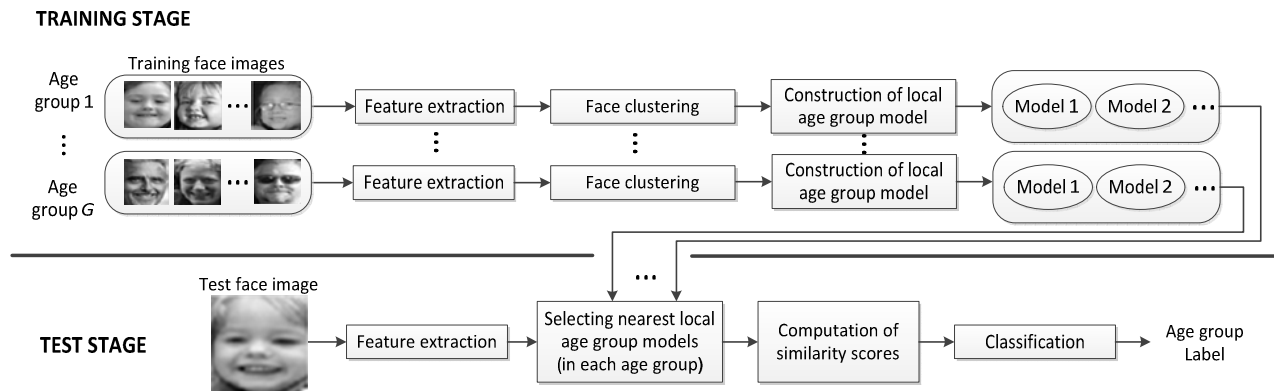 TRAINING STAGE
Training face images
Age
group 1
Feature extraction
Face clustering
Construction of local
age group model
Model 1
Model 2
...
Age
group G
Feature extraction
Face clustering
Construction of local
age group model
Model 1
Model 2
...
TEST STAGE
Test face image
Feature extraction
...
Selecting nearest local
age group models
(in each age group)
Computation of
similarity scores
Classification
Age group
Label